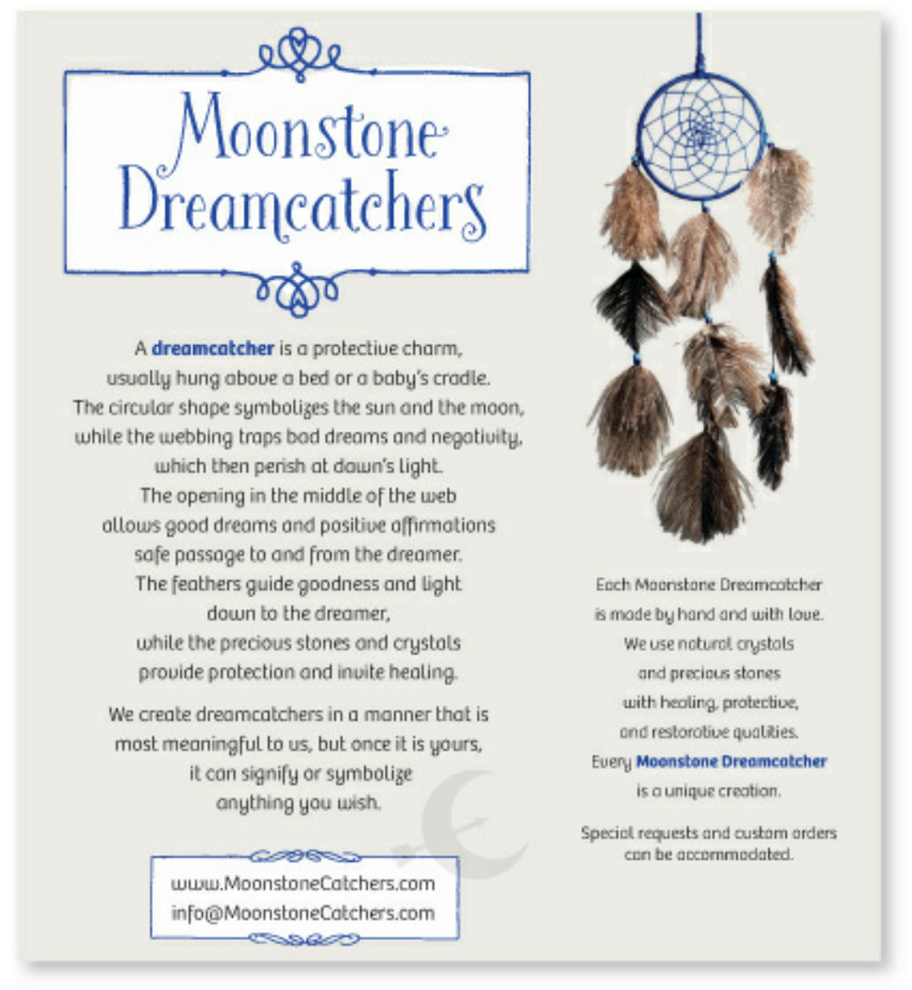 Moonstone
Dreamcatchers
A dreamcatcher is a protective charm,
usually hung above a bed or a baby's cradle.
The circular shape symbolizes the sun and the moon,
while the webbing traps bad dreams and negativity,
which then perish at dawn's light.
The opening in the middle of the web
allows good dreams and positive affirmations
safe passage to and from the dreamer.
The feathers guide goodness and light
down to the dreamer,
while the precious stones and crystals
provide protection and invite healing.
We create dreamcatchers in a manner that is
most meaningful to us, but once it is yours,
it can signify or symbolize
anything you wish.
www.MoonstoneCatchers.com
info@MoonstoneCatchers.com
Each Moonstone Dreamcatcher
is made by hand and with love.
We use natural crystals
and precious stones
with healing, protective,
and restorative qualities.
Every Moonstone Dreamcatcher
is a unique creation.
Special requests and custom orders
can be accommodated.